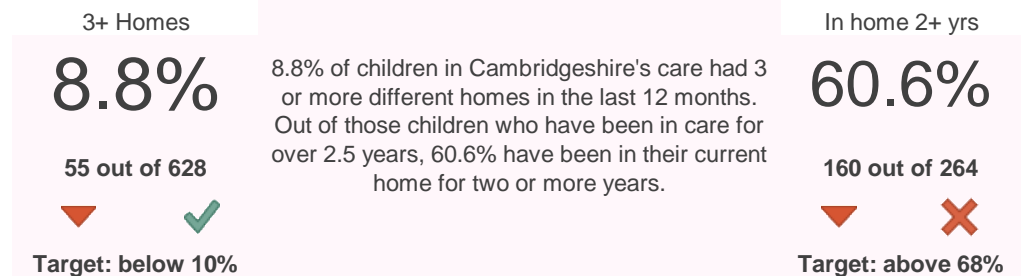 3+ Homes
8.8%
55 out of 628
Target: below 10%
8.8% of children in Cambridgeshire's care had 3
or more different homes in the last 12 months.
Out of those children who have been in care for
over 2.5 years, 60.6% have been in their current
home for two or more years.
In home 2+ yrs
60.6%
160 out of 264
Target: above 68%